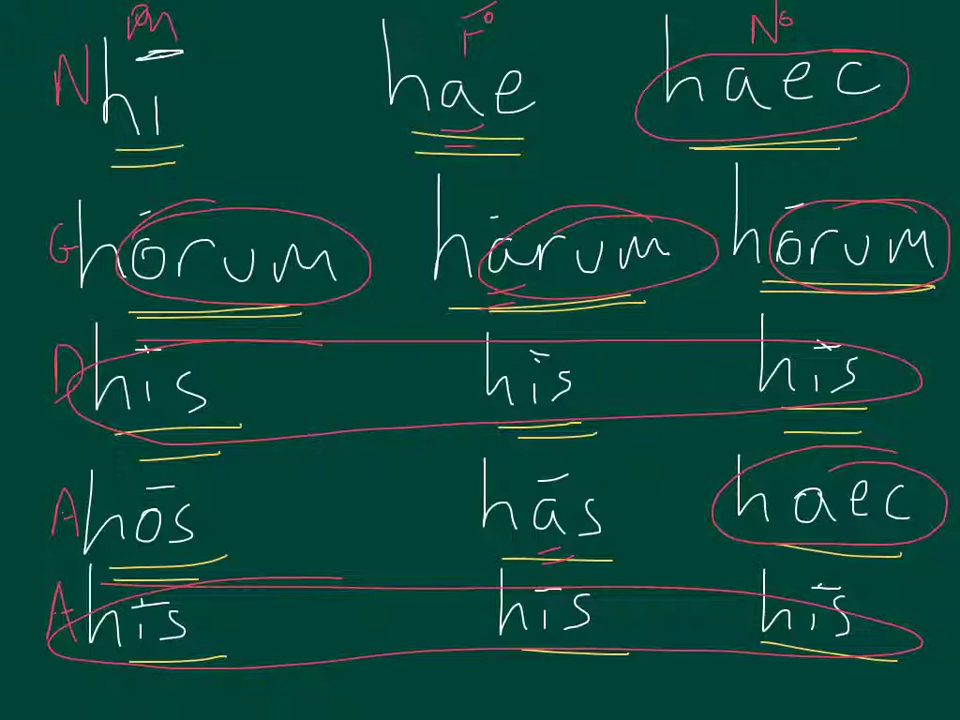 M F N
N hī hae haec
G hōrum hārum hōrum
D hīs hīs hīs
A hōs hās haec
A hīs hīs hīs